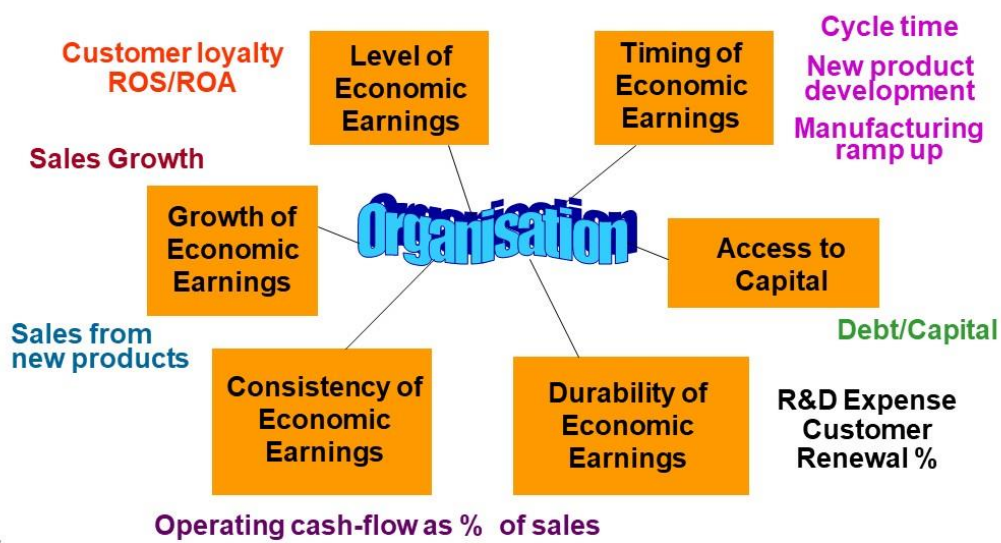 Customer loyalty
ROS/ROA
Level of
Economic
Earnings
Timing of
Economic
Earnings
Cycle time
New product
development
Manufacturing
ramp up
Sales Growth
Growth of
Economic
Earnings
Organisation
Access to
Capital
Sales from
new products
Debt/Capital
Consistency of
Economic
Earnings
Durability of
Economic
Earnings
R&D Expense
Customer
Renewal %
Operating cash-flow as % of sales